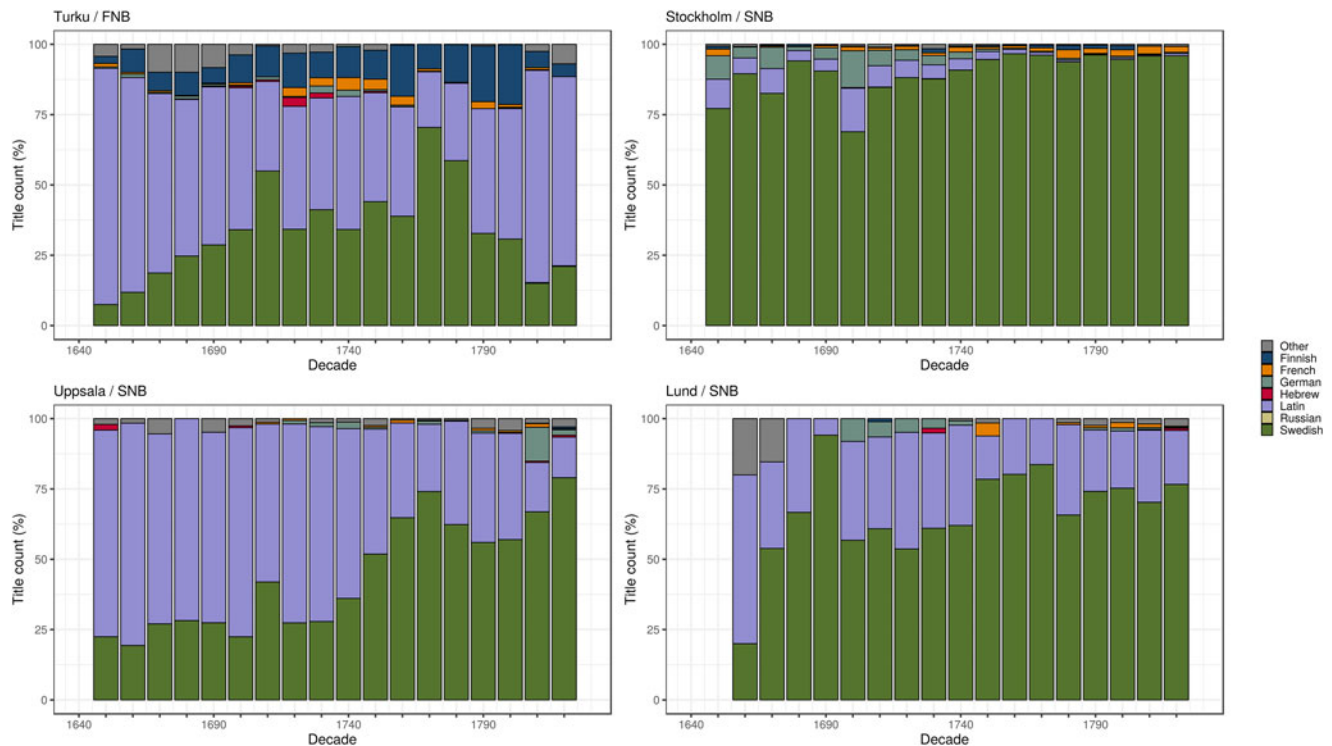 Turku / FNB
Title count (%)
100
75
50
25
0
1640
1690
1740
1790
Decade
Stockholm / SNB
Title count (%)
100
75
50
25
0
1640
1690
1740
1790
Decade
Uppsala / SNB
Title count (%)
100
75
50
25
0
1640
1690
1740
1790
Decade
Lund / SNB
Title count (%)
100
75
50
25
0
1640
1690
1740
1790
Decade
Other
Finnish
French
German
Hebrew
Latin
Russian
Swedish